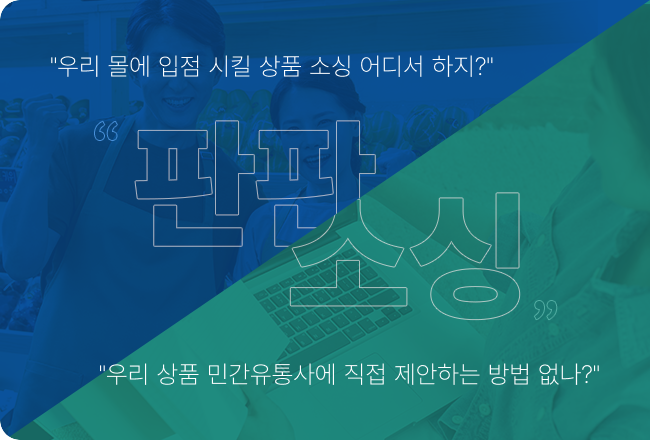 "우리 몰에 입점 시킬 상품 소싱 어디서 하지?"
“판판
소싱”
"우리 상품 민간유통사에 직접 제안하는 방법 없나?"